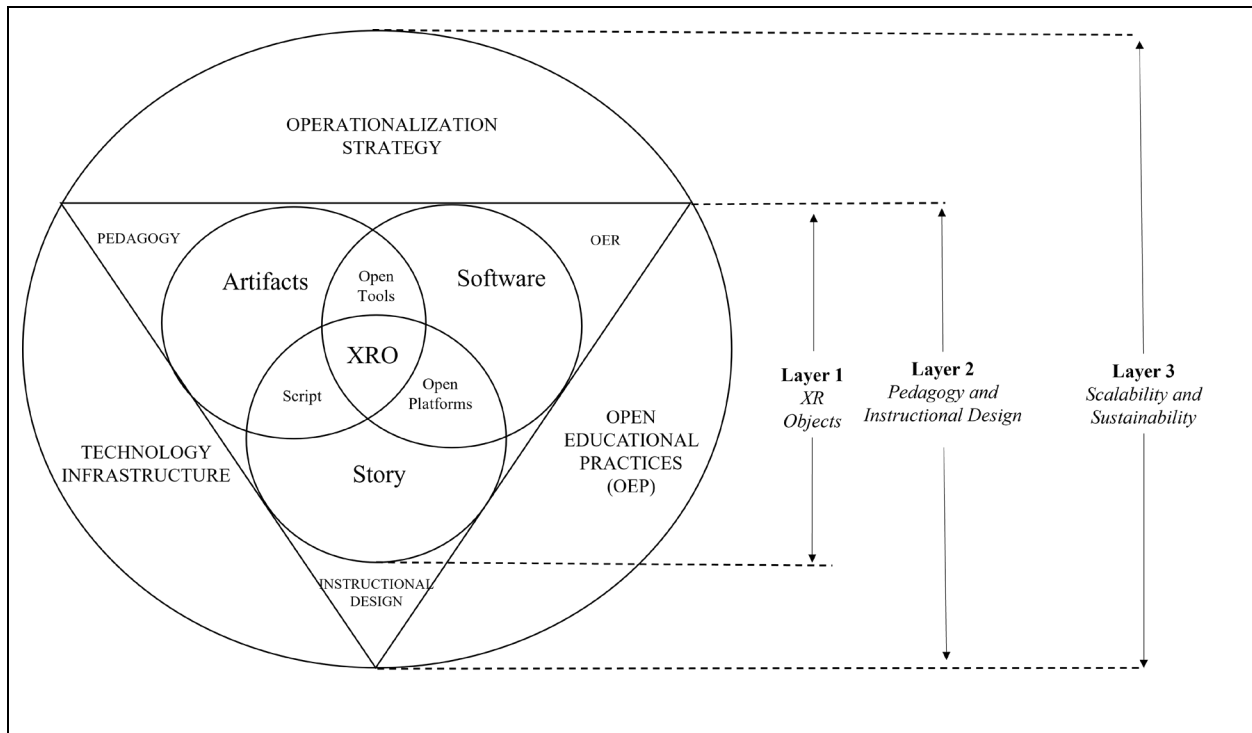 OPERATIONALIZATION
STRATEGY
PEDAGOGY
OER
Artifacts
Open
Tools
Software
XRO
Script
Open
Platforms
Story
TECHNOLOGY
INFRASTRUCTURE
OPEN
EDUCATIONAL
PRACTICES
(OEP)
INSTRUCTIONAL
DESIGN
Layer 1
XR
Objects
Layer 2
Pedagogy and
Instructional Design
Layer 3
Scalability and
Sustainability